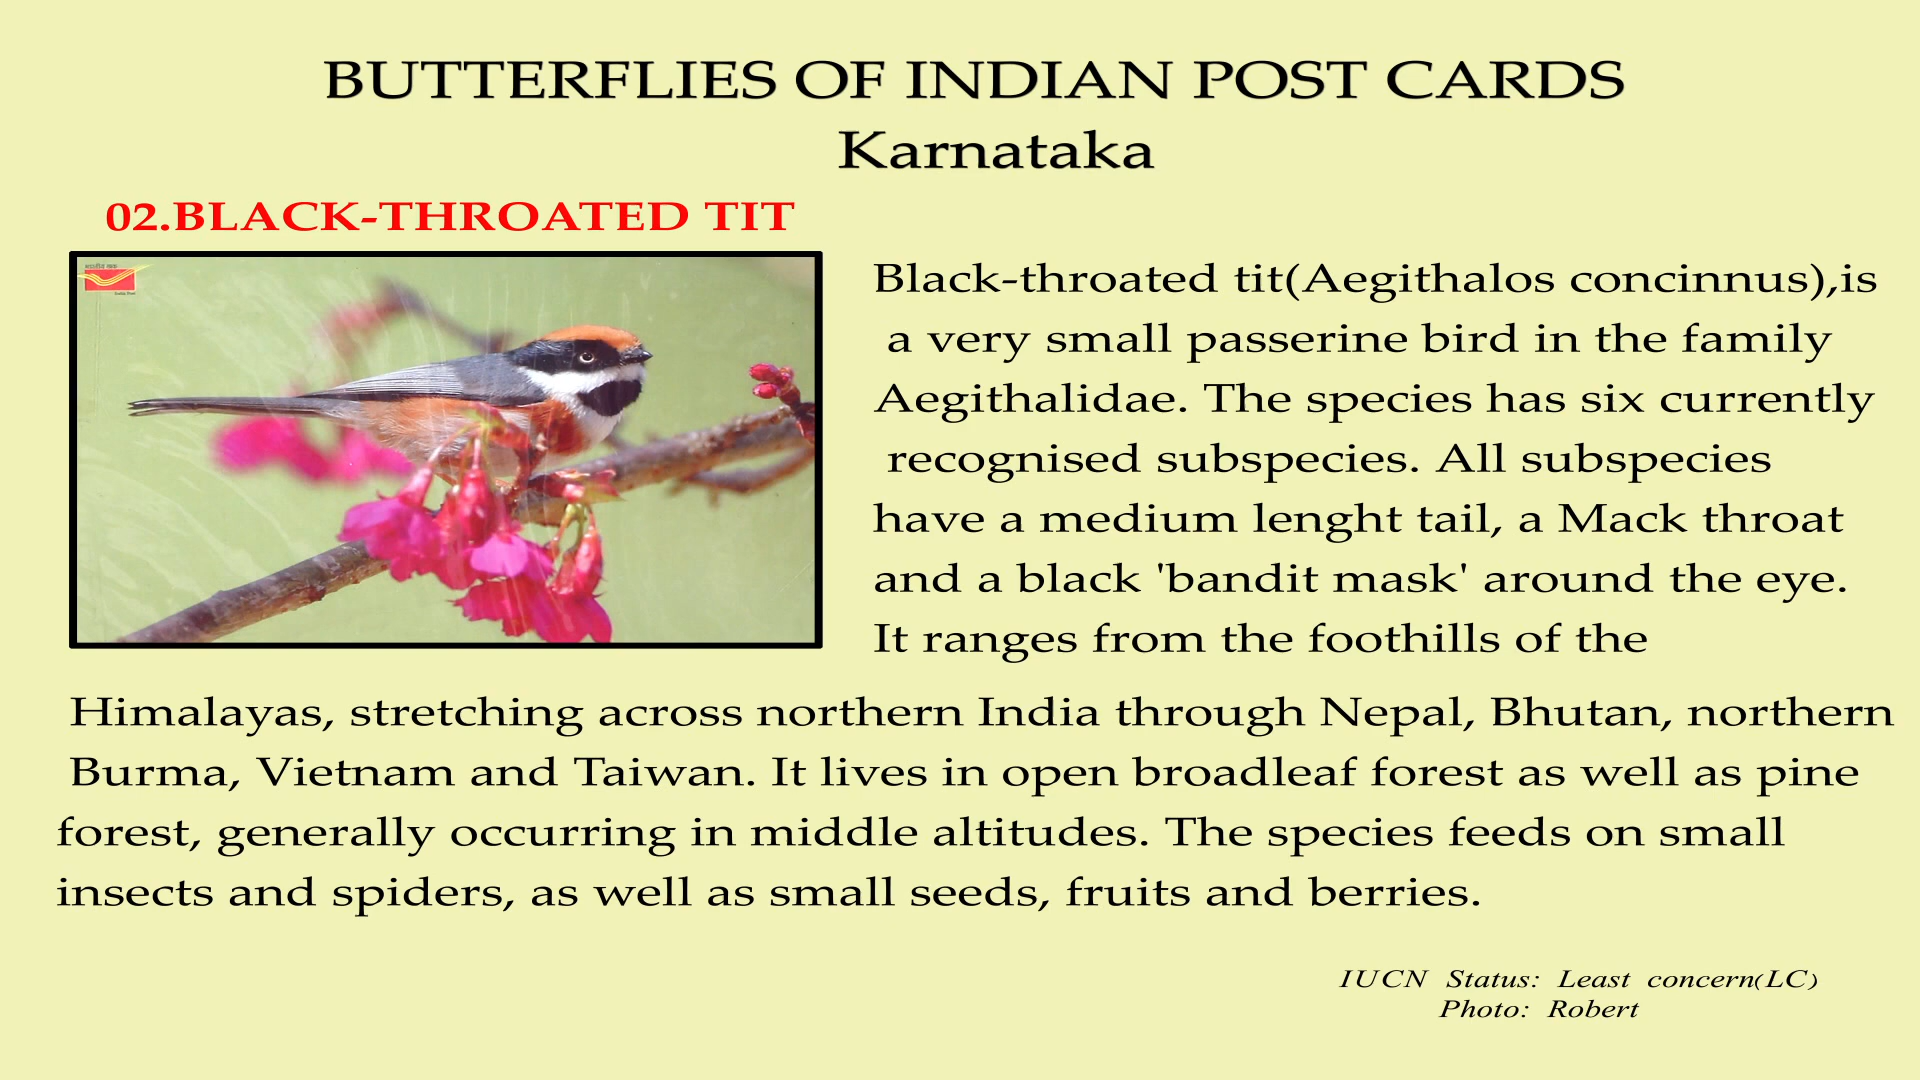 BUTTERFLIES OF INDIAN POST CARDS
Karnataka
02.BLACK-THROATED TIT
Black-throated tit(Aegithalos concinnus),is
a very small passerine bird in the family
Aegithalidae. The species has six currently
recognised subspecies. All subspecies
have a medium lenght tail, a Mack throat
and a black 'bandit mask' around the eye.
It ranges from the foothills of the
Himalayas, stretching across northern India through Nepal, Bhutan, northern
Burma, Vietnam and Taiwan. It lives in open broadleaf forest as well as pine
forest, generally occurring in middle altitudes. The species feeds on small
insects and spiders, as well as small seeds, fruits and berries.
IUCN Status: Least concern(LC)
Photo: Robert